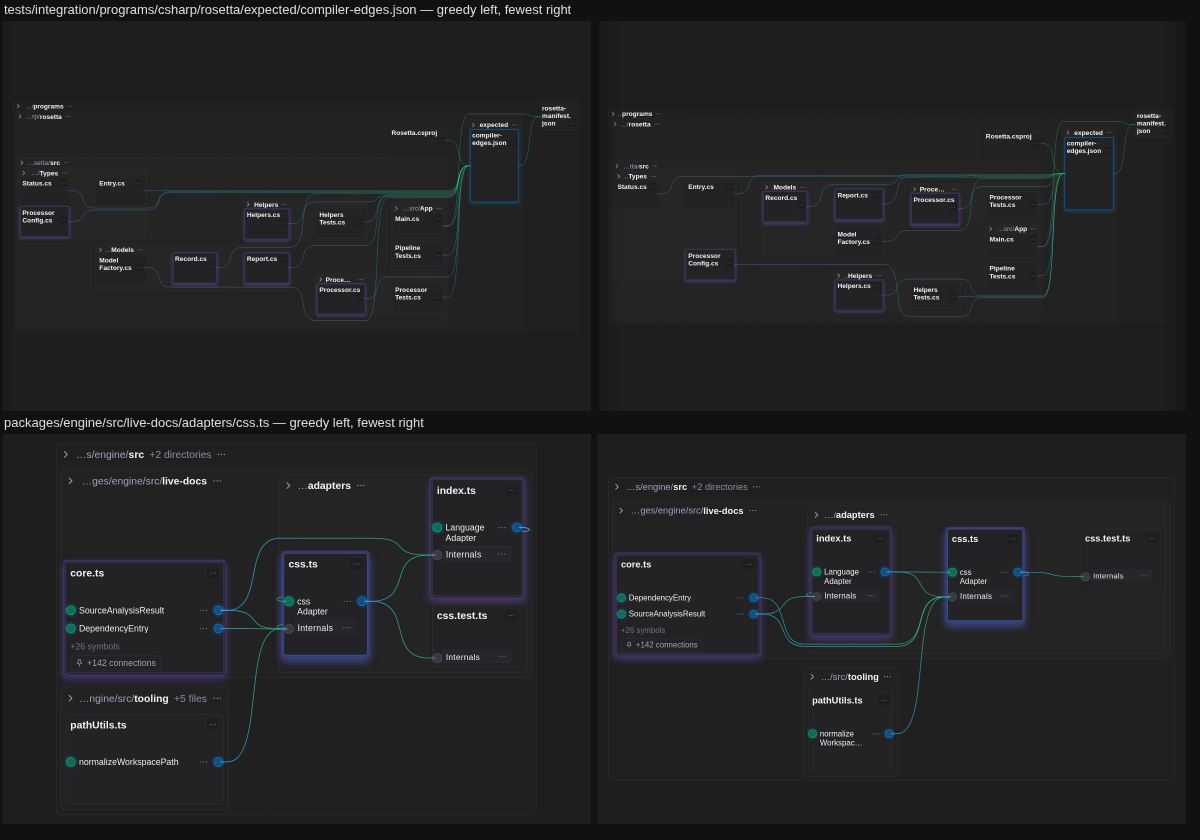 tests/integration/programs/csharp/rosetta/expected/compiler-edges.json — greedy left, fewest right
…/programs ···
…rp/rosetta ···
…setta/src ···
…/Types ···
Status.cs
Entry.cs
Processor
Config.cs
…Models ···
Model
Factory.cs
Record.cs
Helpers ···
Helpers.cs
Report.cs
Helpers
Tests.cs
Proce… ···
Processor.cs
Rosetta.csproj
…src/App ···
Main.cs
Pipeline
Tests.cs
Processor
Tests.cs
expected ···
compiler-
edges.json
rosetta-
manifest.
json
..programs ···
…/rosetta ···
…tta/src ···
..Types ···
Status.cs
Entry.cs
Processor
Config.cs
Models ···
Record.cs
Report.cs
Model
Factory.cs
..Helpers ···
Helpers.cs
Proce… ···
Processor.cs
Helpers
Tests.cs
Rosetta.csproj
Processor
Tests.cs
…src/App ···
Main.cs
Pipeline
Tests.cs
expected ···
compiler-
edges.json
rosetta-
manifest.
json
packages/engine/src/live-docs/adapters/css.ts — greedy left, fewest right
…s/engine/src +2 directories ···
…ges/engine/src/live-docs ···
core.ts ···
SourceAnalysisResult ···
DependencyEntry ···
+26 symbols
+142 connections
…ngine/src/tooling +5 files ···
pathUtils.ts ···
normalizeWorkspacePath ···
…adapters ···
css.ts ···
css ···
Adapter
Internals ···
index.ts ···
Language ···
Adapter
Internals ···
css.test.ts ···
Internals ···
…s/engine/src +2 directories ···
…ges/engine/src/live-docs ···
core.ts ···
DependencyEntry ···
SourceAnalysisResult ···
+26 symbols
+142 connections
…/adapters ···
index.ts ···
Language ···
Adapter
Internals ···
css.ts ···
css ···
Adapter
Internals ···
css.test.ts ···
Internals ···
…/src/tooling ···
pathUtils.ts ···
normalize ···
Workspac…